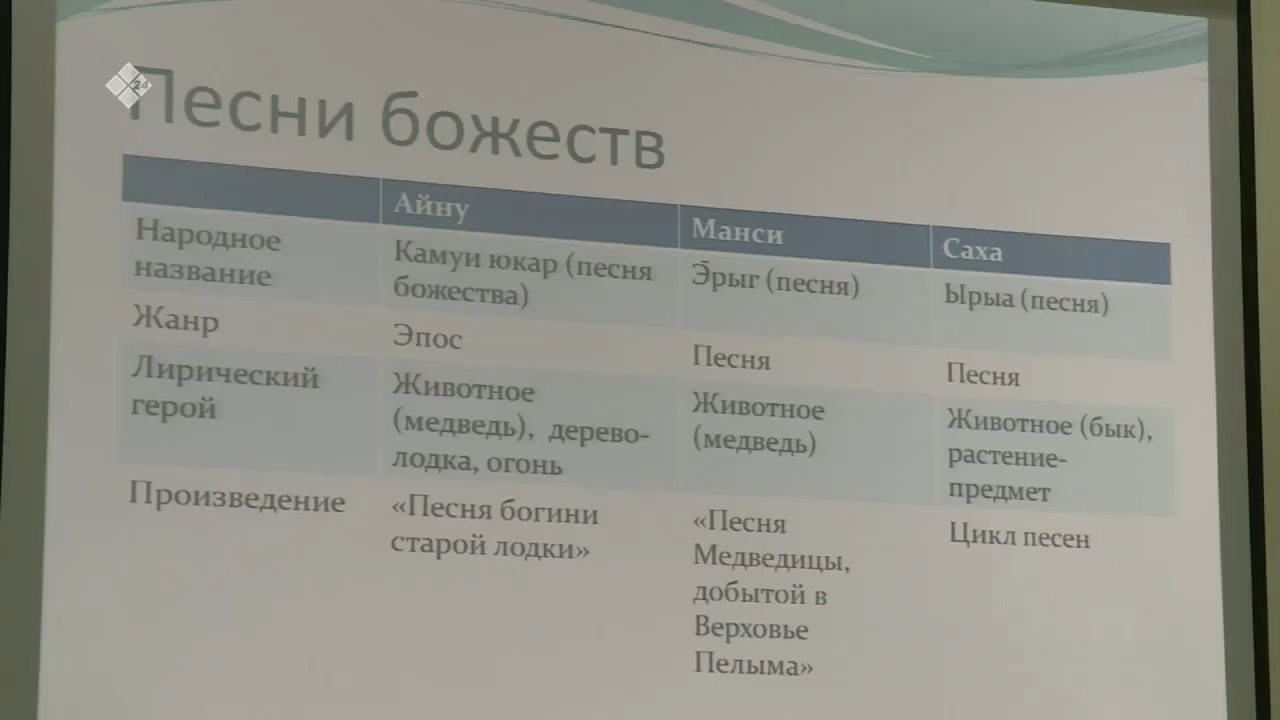 24
Песни божеств
Айну
Манси
Саха
Народное
название
Камуи юкар (песня
божества)
Э̄рыг (песня)
Ырыа (песня)
Жанр
Эпос
Песня
Песня
Лирический
герой
Животное
(медведь), дерево-
лодка, огонь
Животное
(медведь)
Животное (бык),
растение-
предмет
Произведение
«Песня богини
старой лодки»
«Песня
Медведицы,
добытой в
Верховье
Пелыма»
Цикл песен